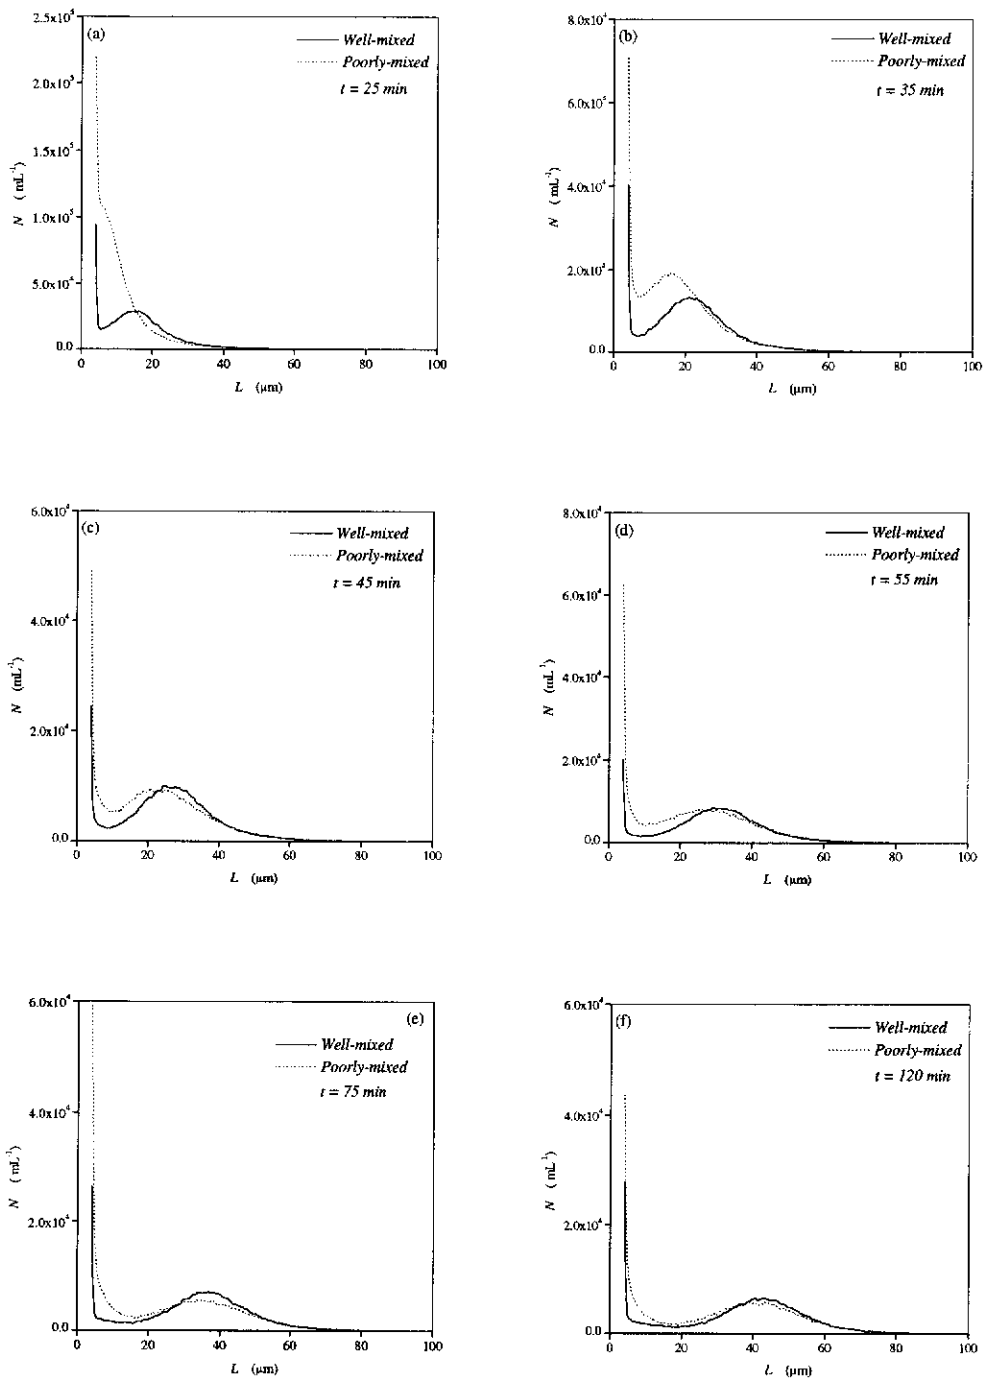 (a)
Well-mixed
Poorly-mixed
t = 25 min
2.5x10⁵
2.0x10⁵
1.5x10⁵
1.0x10⁵
5.0x10⁴
0.0
N (mL⁻¹)
0 20 40 60 80 100
L (µm)
(b)
Well-mixed
Poorly-mixed
t = 35 min
8.0x10⁴
6.0x10⁴
4.0x10⁴
2.0x10⁴
0.0
N (mL⁻¹)
0 20 40 60 80 100
L (µm)
(c)
Well-mixed
Poorly-mixed
t = 45 min
6.0x10⁴
4.0x10⁴
2.0x10⁴
0.0
N (mL⁻¹)
0 20 40 60 80 100
L (µm)
(d)
Well-mixed
Poorly-mixed
t = 55 min
8.0x10⁴
6.0x10⁴
4.0x10⁴
2.0x10⁴
0.0
N (mL⁻¹)
0 20 40 60 80 100
L (µm)
(e)
Well-mixed
Poorly-mixed
t = 75 min
6.0x10⁴
4.0x10⁴
2.0x10⁴
0.0
N (mL⁻¹)
0 20 40 60 80 100
L (µm)
(f)
Well-mixed
Poorly-mixed
t = 120 min
6.0x10⁴
4.0x10⁴
2.0x10⁴
0.0
N (mL⁻¹)
0 20 40 60 80 100
L (µm)